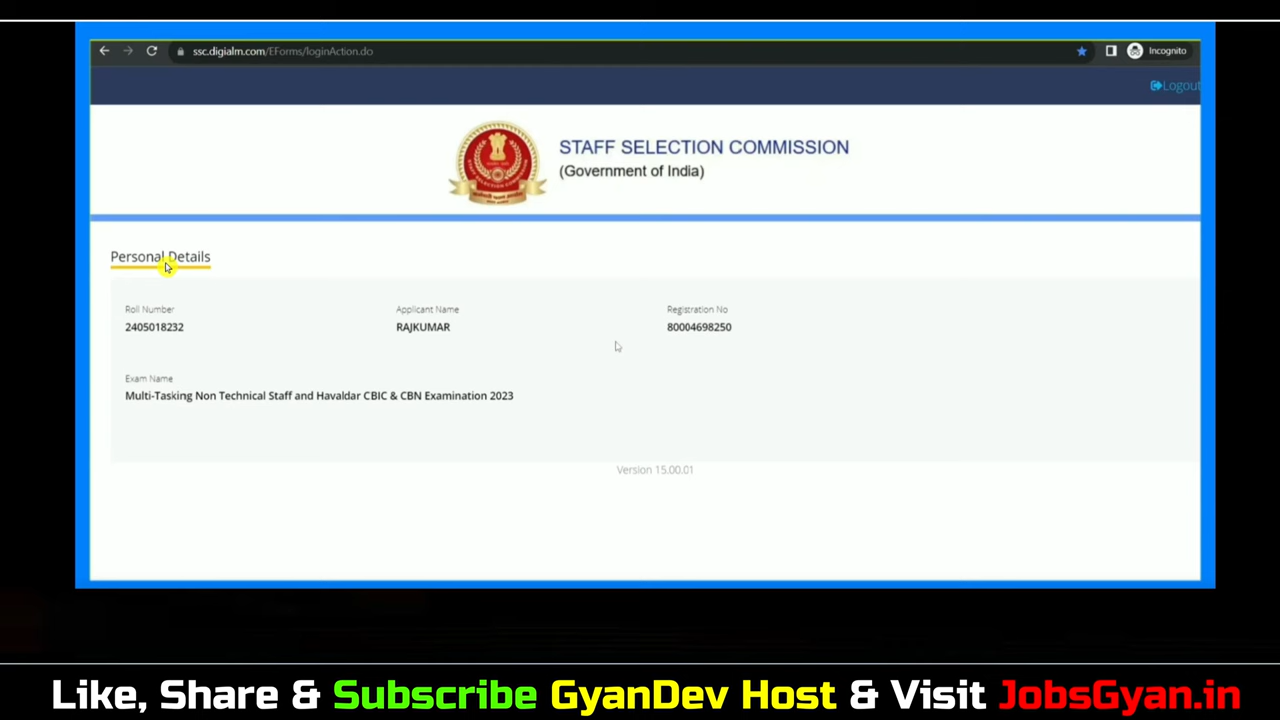 ssc.digialm.com/EForms/loginAction.do
Incognito
Logout
STAFF SELECTION COMMISSION
(Government of India)
Personal Details
Roll Number
Applicant Name
Registration No
2405018232
RAJKUMAR
80004698250
Exam Name
Multi-Tasking Non Technical Staff and Havaldar CBIC & CBN Examination 2023
Version 15.00.01
Like, Share & Subscribe GyanDev Host & Visit JobsGyan.in